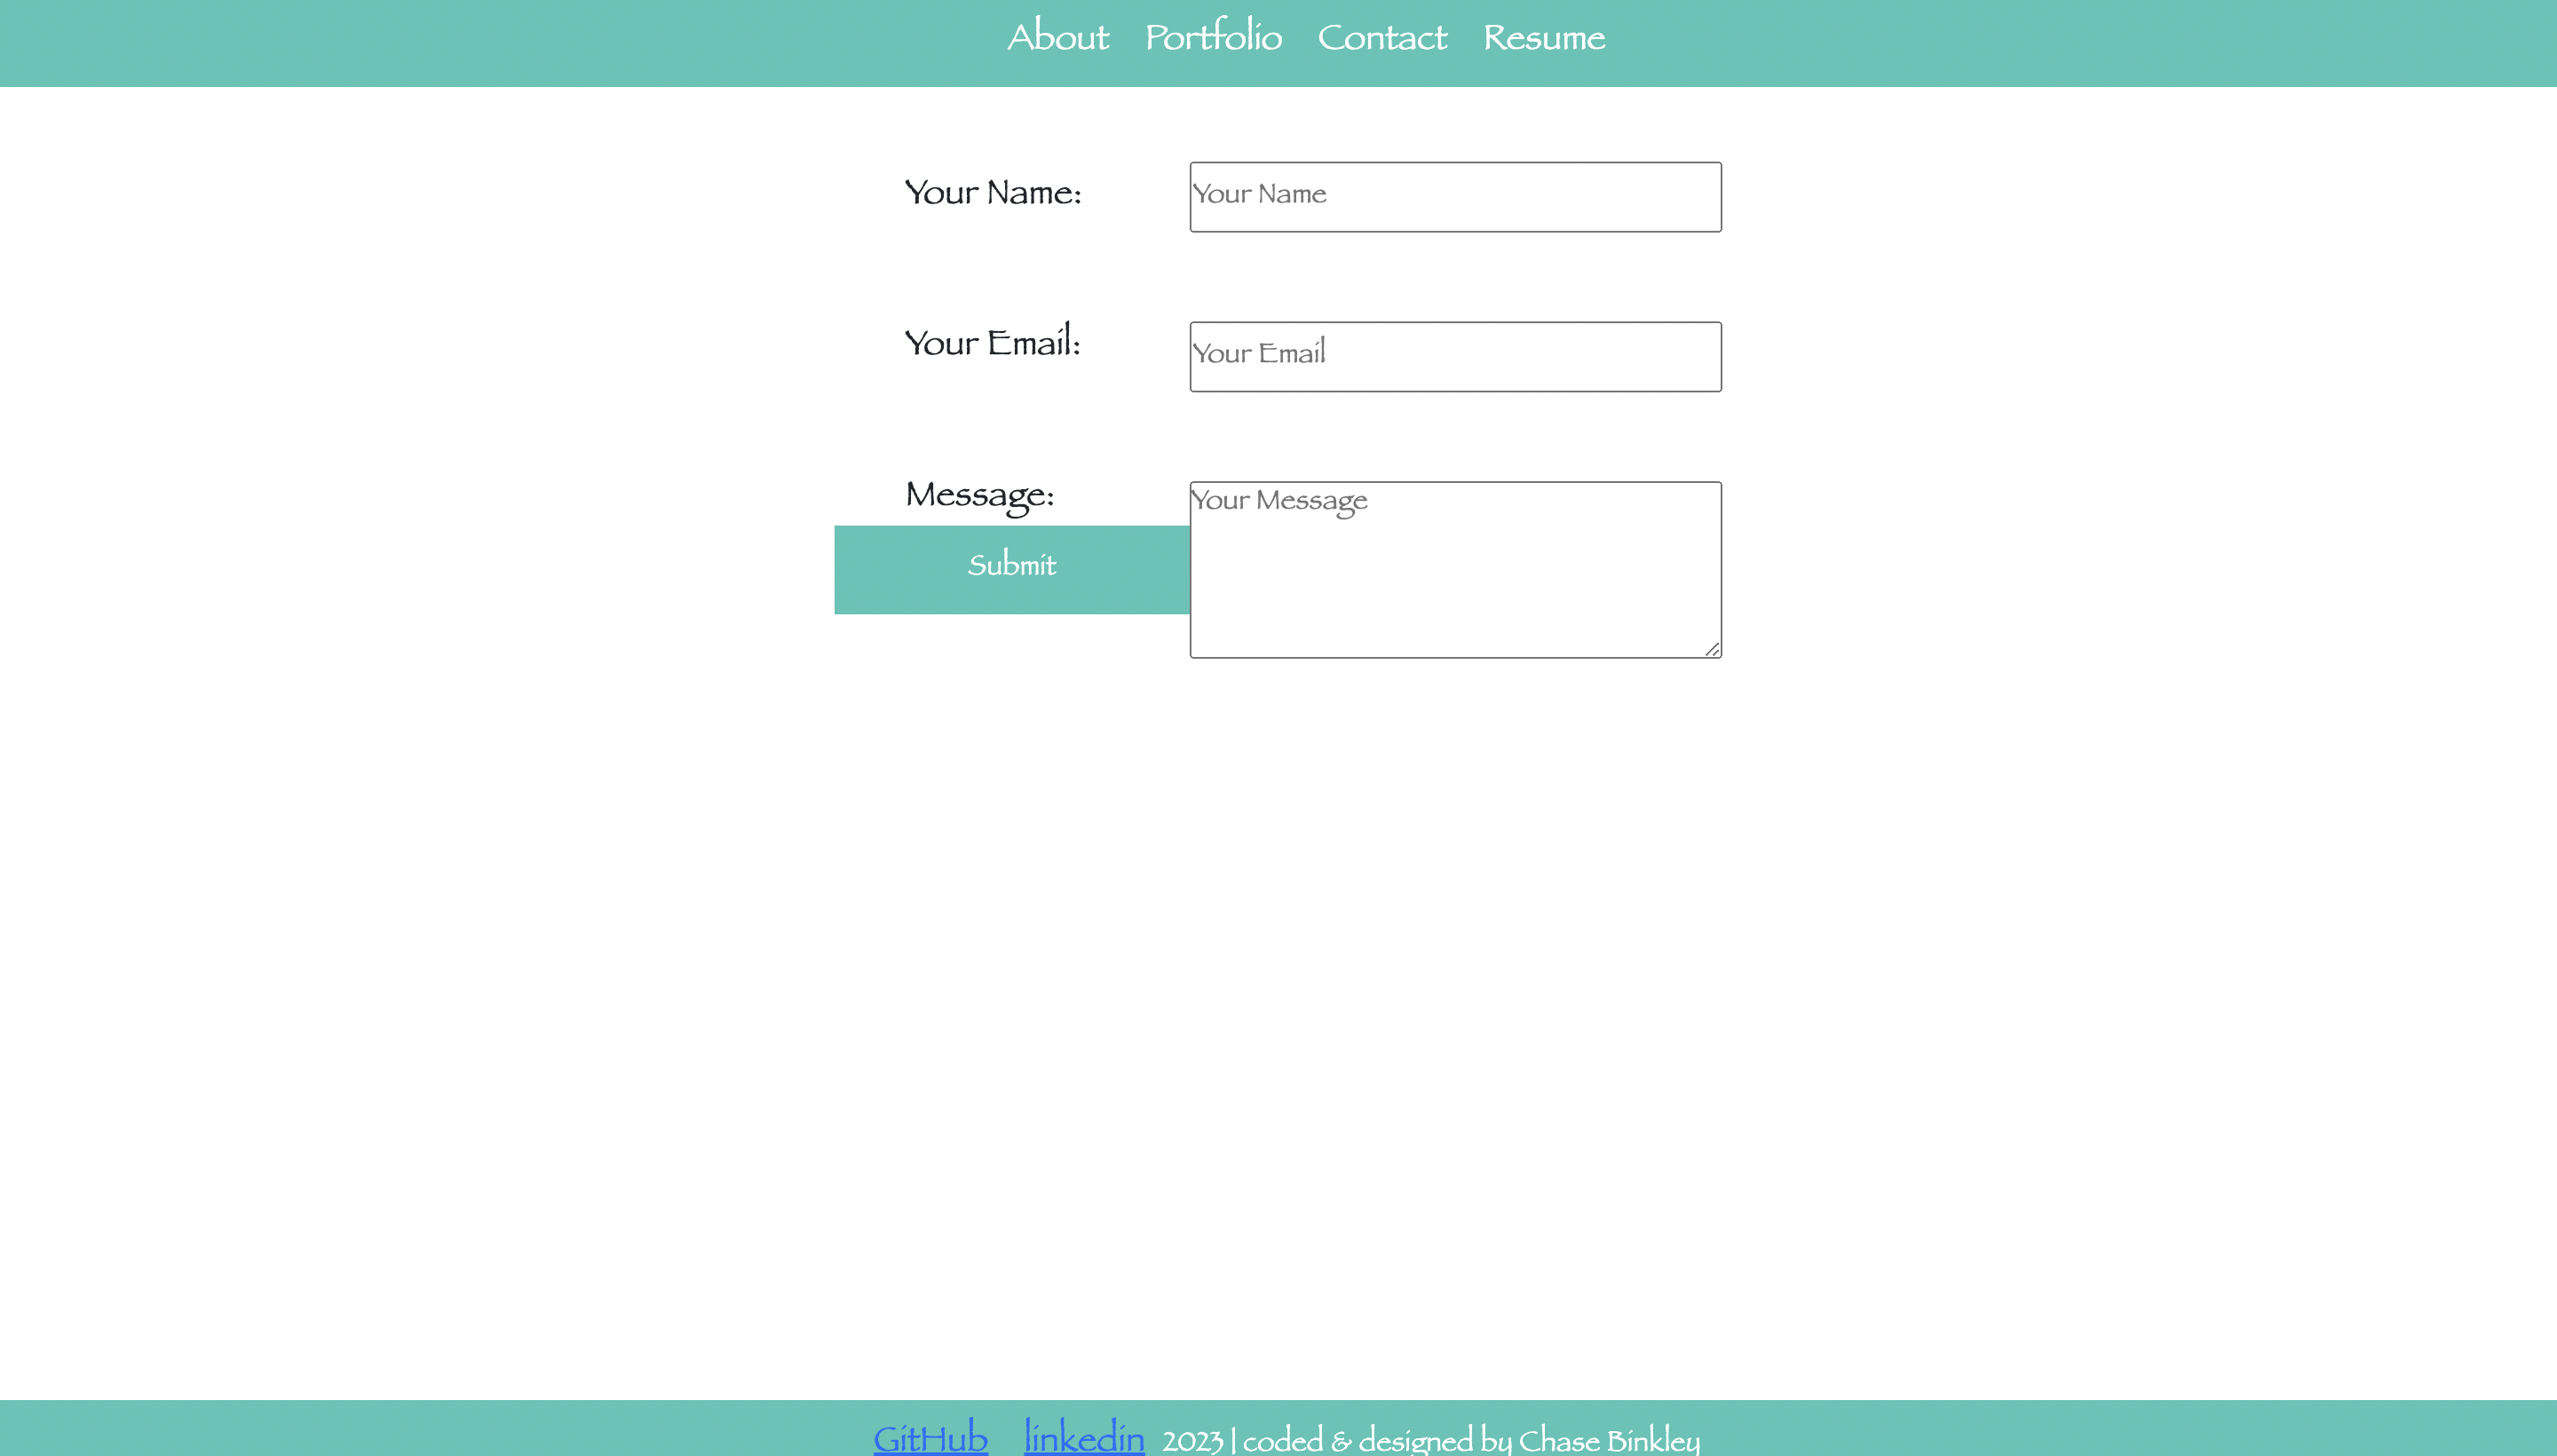 About Portfolio Contact Resume
Your Name: Your Name
Your Email: Your Email
Message: Your Message
Submit
GitHub linkedin 2023 | coded & designed by Chase Binkley